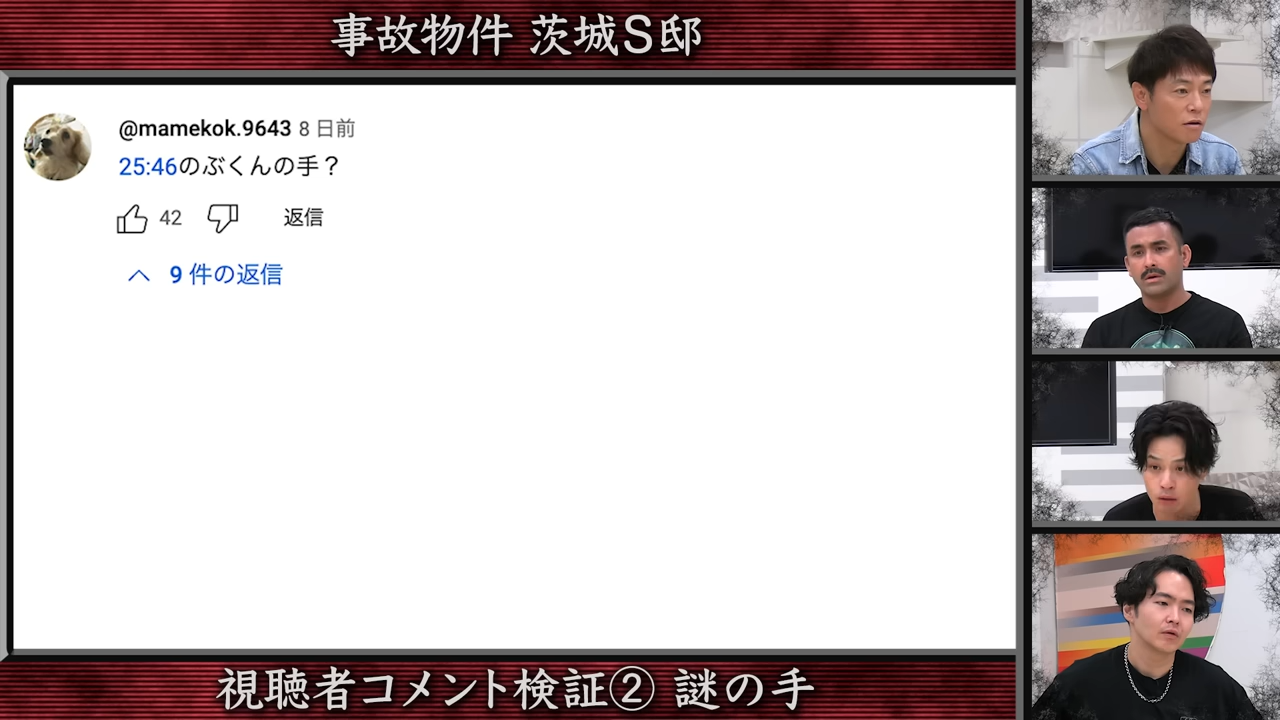 事故物件 茨城S邸
@mamekok.9643 8 日前
25:46のぶくんの手？
42 返信
9 件の返信
視聴者コメント検証② 謎の手